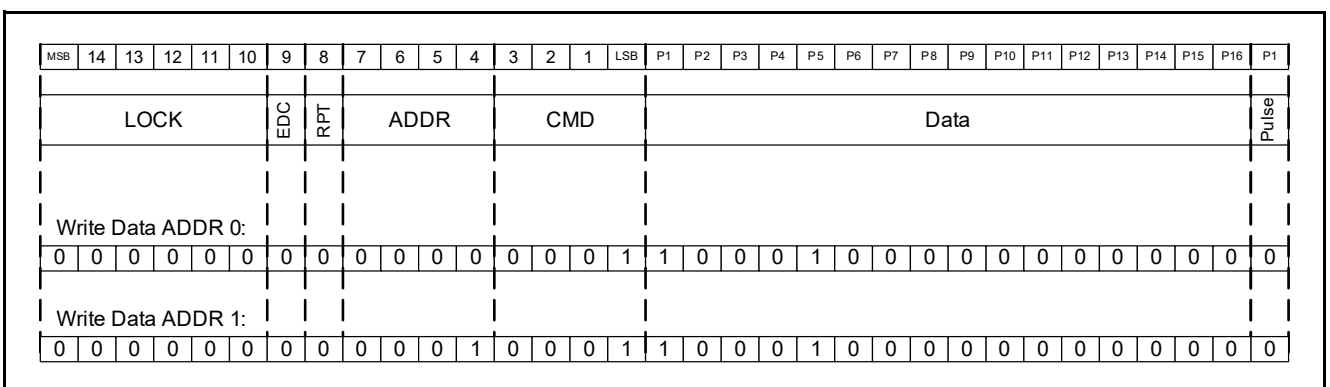 MSB 14 13 12 11 10 9 8 7 6 5 4 3 2 1 LSB P1 P2 P3 P4 P5 P6 P7 P8 P9 P10 P11 P12 P13 P14 P15 P16 P1
LOCK EDC RPT ADDR CMD Data Pulse
Write Data ADDR 0:
0 0 0 0 0 0 0 0 0 0 0 0 0 0 0 1 1 0 0 0 1 0 0 0 0 0 0 0 0 0 0 0 0
Write Data ADDR 1:
0 0 0 0 0 0 0 0 0 0 0 1 0 0 0 1 1 0 0 0 1 0 0 0 0 0 0 0 0 0 0 0 0